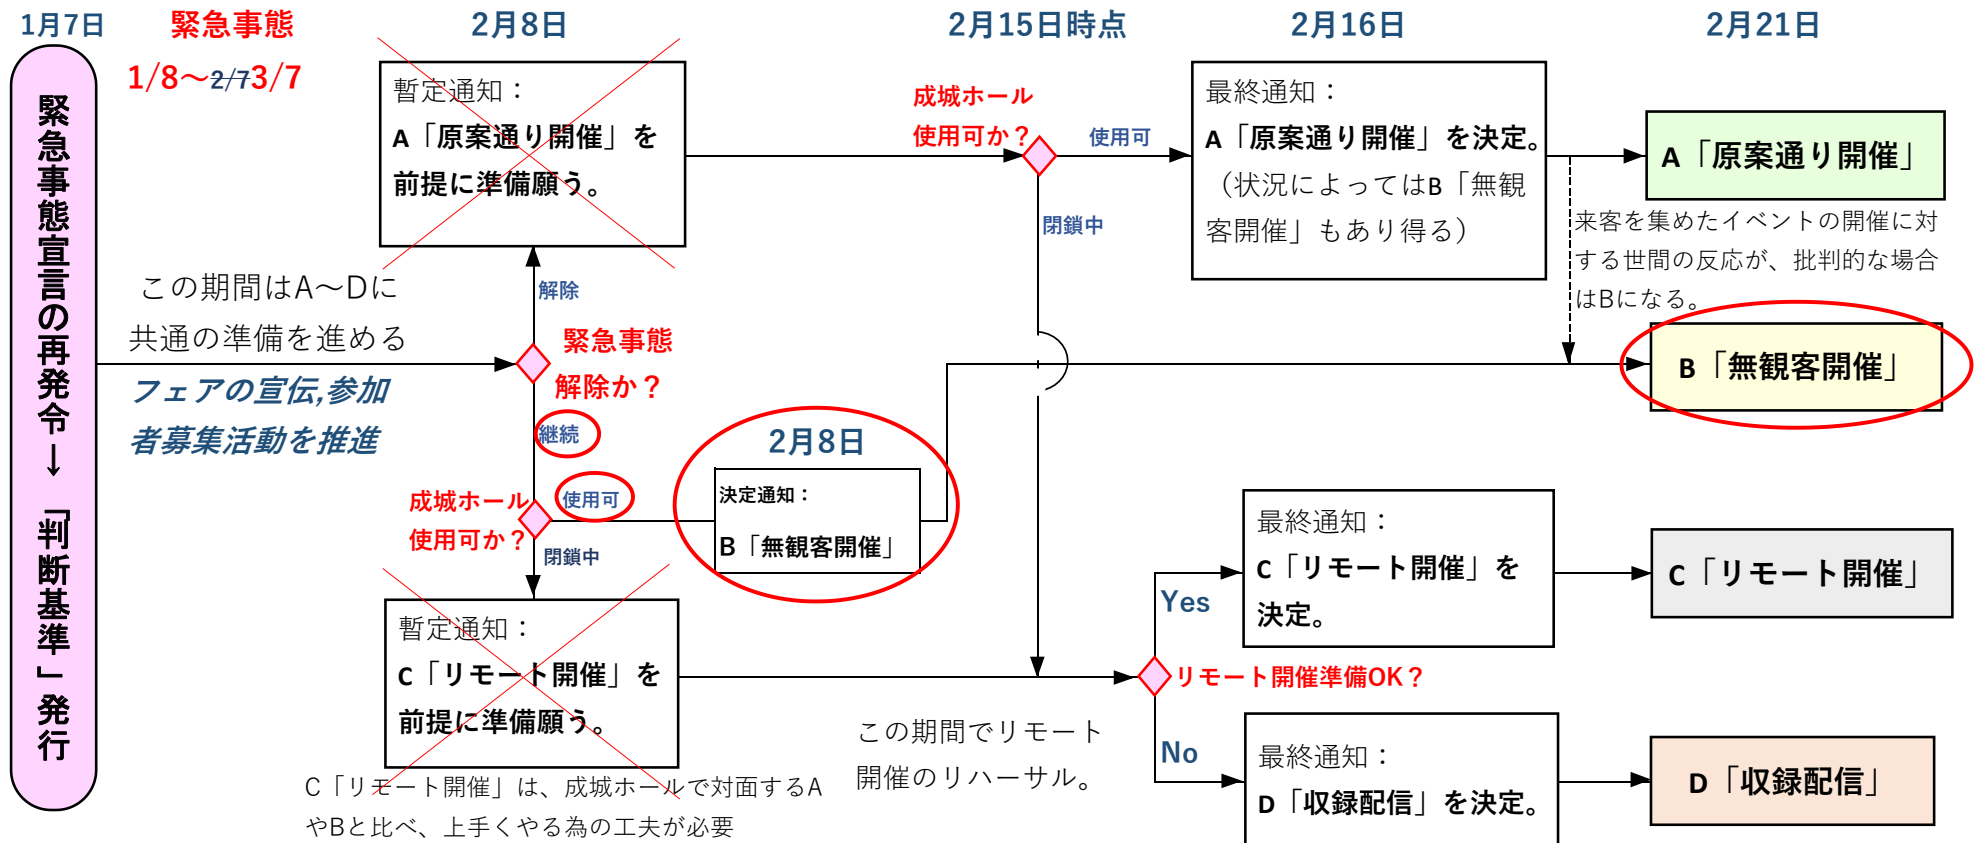 1月7日
緊急事態宣言の再発令→「判断基準」発行
緊急事態
1/8～2/73/7
この期間はA～Dに
共通の準備を進める
フェアの宣伝,参加
者募集活動を推進
2月8日
暫定通知：
A「原案通り開催」を
前提に準備願う。
解除
緊急事態
解除か？
継続
成城ホール
使用可か？
使用可
閉鎖中
2月8日
決定通知：
B「無観客開催」
暫定通知：
C「リモート開催」を
前提に準備願う。
C「リモート開催」は、成城ホールで対面するA
やBと比べ、上手くやる為の工夫が必要
2月15日時点
成城ホール
使用可か？
使用可
閉鎖中
この期間でリモート
開催のリハーサル。
リモート開催準備OK？
Yes
No
2月16日
最終通知：
A「原案通り開催」を決定。
（状況によってはB「無観
客開催」もあり得る）
最終通知：
C「リモート開催」を
決定。
最終通知：
D「収録配信」を決定。
2月21日
A「原案通り開催」
来客を集めたイベントの開催に対
する世間の反応が、批判的な場合
はBになる。
B「無観客開催」
C「リモート開催」
D「収録配信」